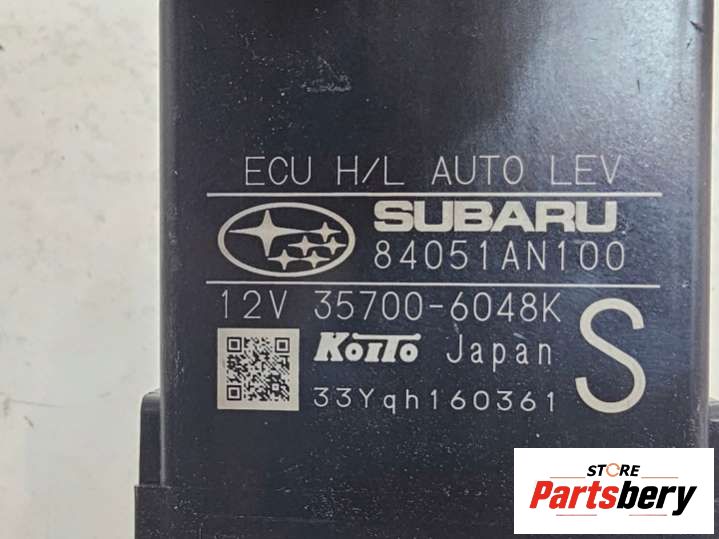 ECU H/L AUTO LEV
SUBARU
84051AN100
12V 35700-6048K
KOITO Japan
S
33Yqh160361
STORE
Partsbery